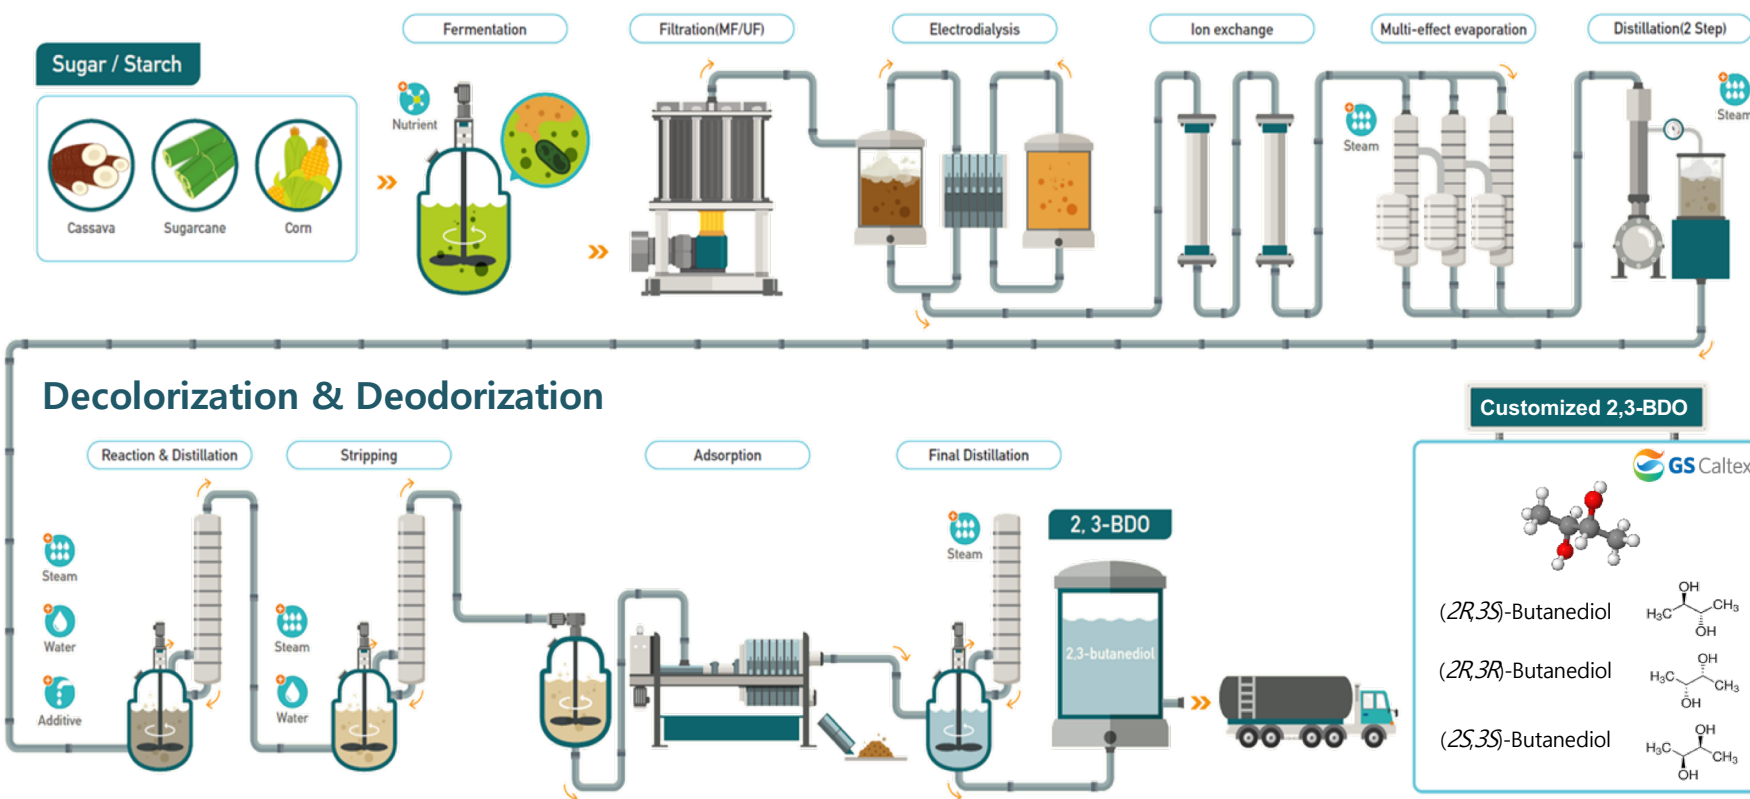 Sugar / Starch
Cassava
Sugarcane
Corn
Fermentation
Nutrient
Filtration(MF/UF)
Electrodialysis
Ion exchange
Multi-effect evaporation
Steam
Distillation(2 Step)
Steam
Decolorization & Deodorization
Reaction & Distillation
Steam
Water
Additive
Stripping
Steam
Water
Adsorption
Final Distillation
Steam
2, 3-BDO
2,3-butanediol
Customized 2,3-BDO
GS Caltex
(2R,3S)-Butanediol
OH
H₃C
CH₃
OH
(2R,3R)-Butanediol
OH
H₃C
CH₃
OH
(2S,3S)-Butanediol
OH
H₃C
CH₃
OH